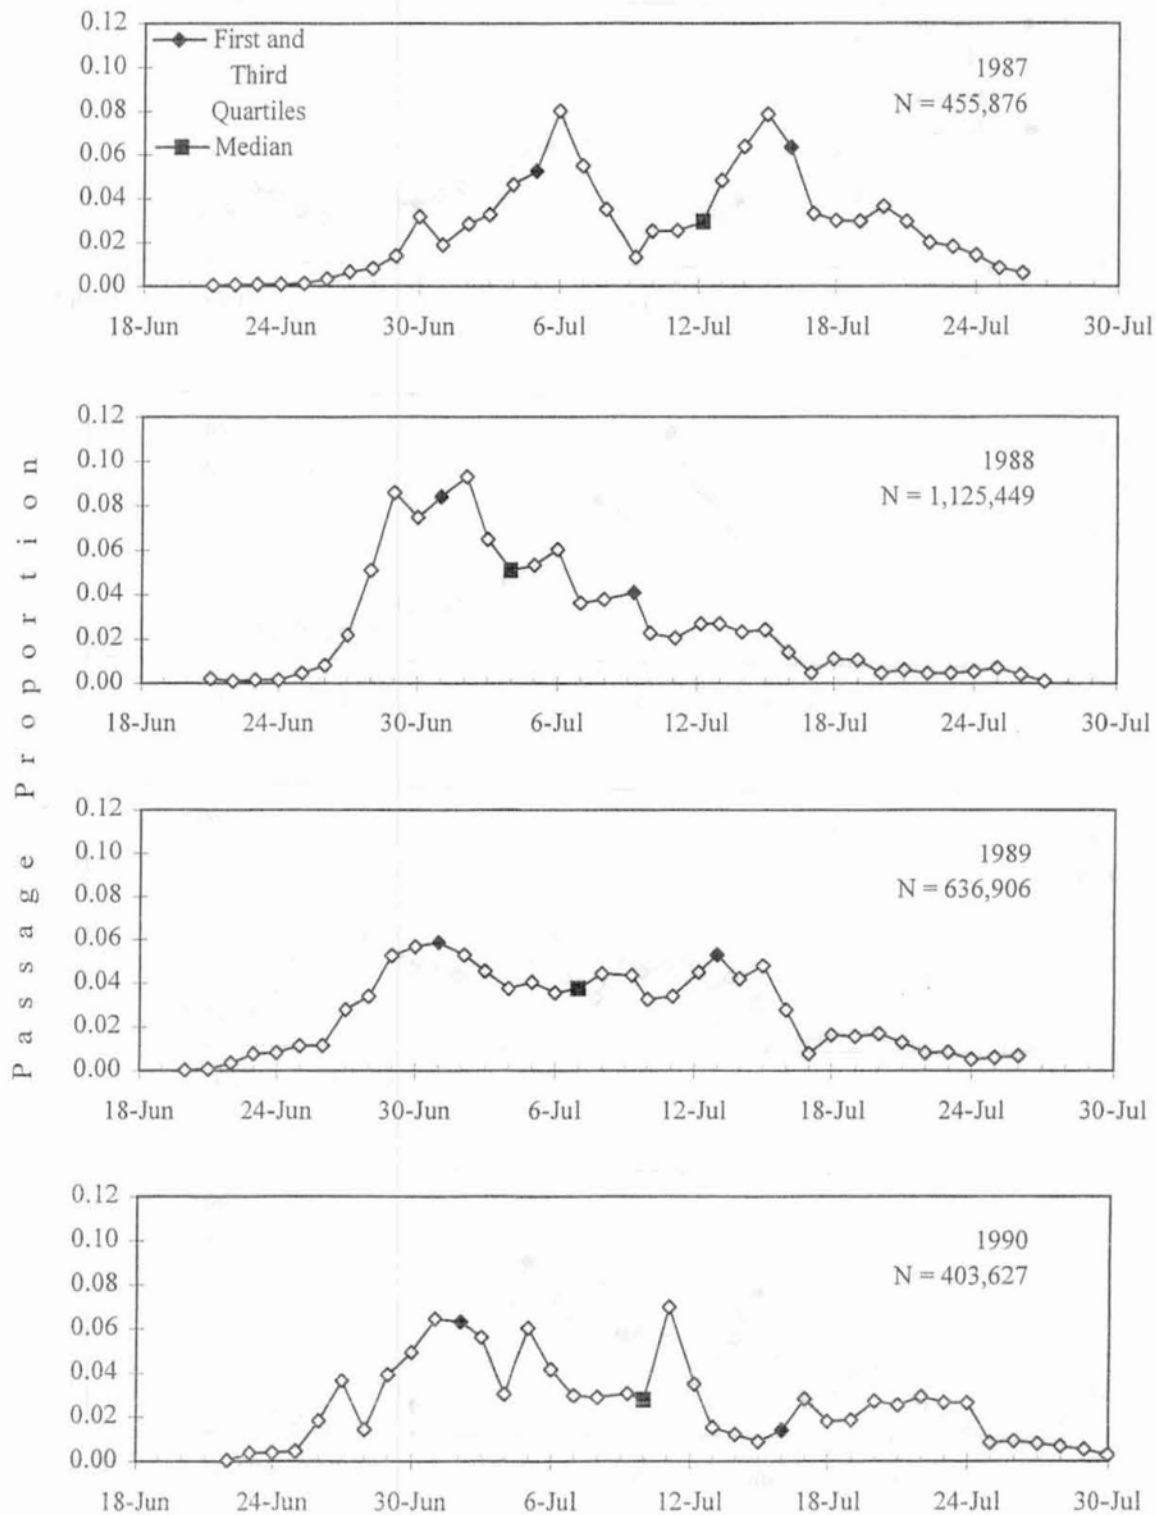 0.12
0.10
0.08
0.06
0.04
0.02
0.00
First and
Third
Quartiles
Median
1987
N = 455,876
18-Jun 24-Jun 30-Jun 6-Jul 12-Jul 18-Jul 24-Jul 30-Jul
Passage Proportion
0.12
0.10
0.08
0.06
0.04
0.02
0.00
1988
N = 1,125,449
18-Jun 24-Jun 30-Jun 6-Jul 12-Jul 18-Jul 24-Jul 30-Jul
0.12
0.10
0.08
0.06
0.04
0.02
0.00
1989
N = 636,906
18-Jun 24-Jun 30-Jun 6-Jul 12-Jul 18-Jul 24-Jul 30-Jul
0.12
0.10
0.08
0.06
0.04
0.02
0.00
1990
N = 403,627
18-Jun 24-Jun 30-Jun 6-Jul 12-Jul 18-Jul 24-Jul 30-Jul